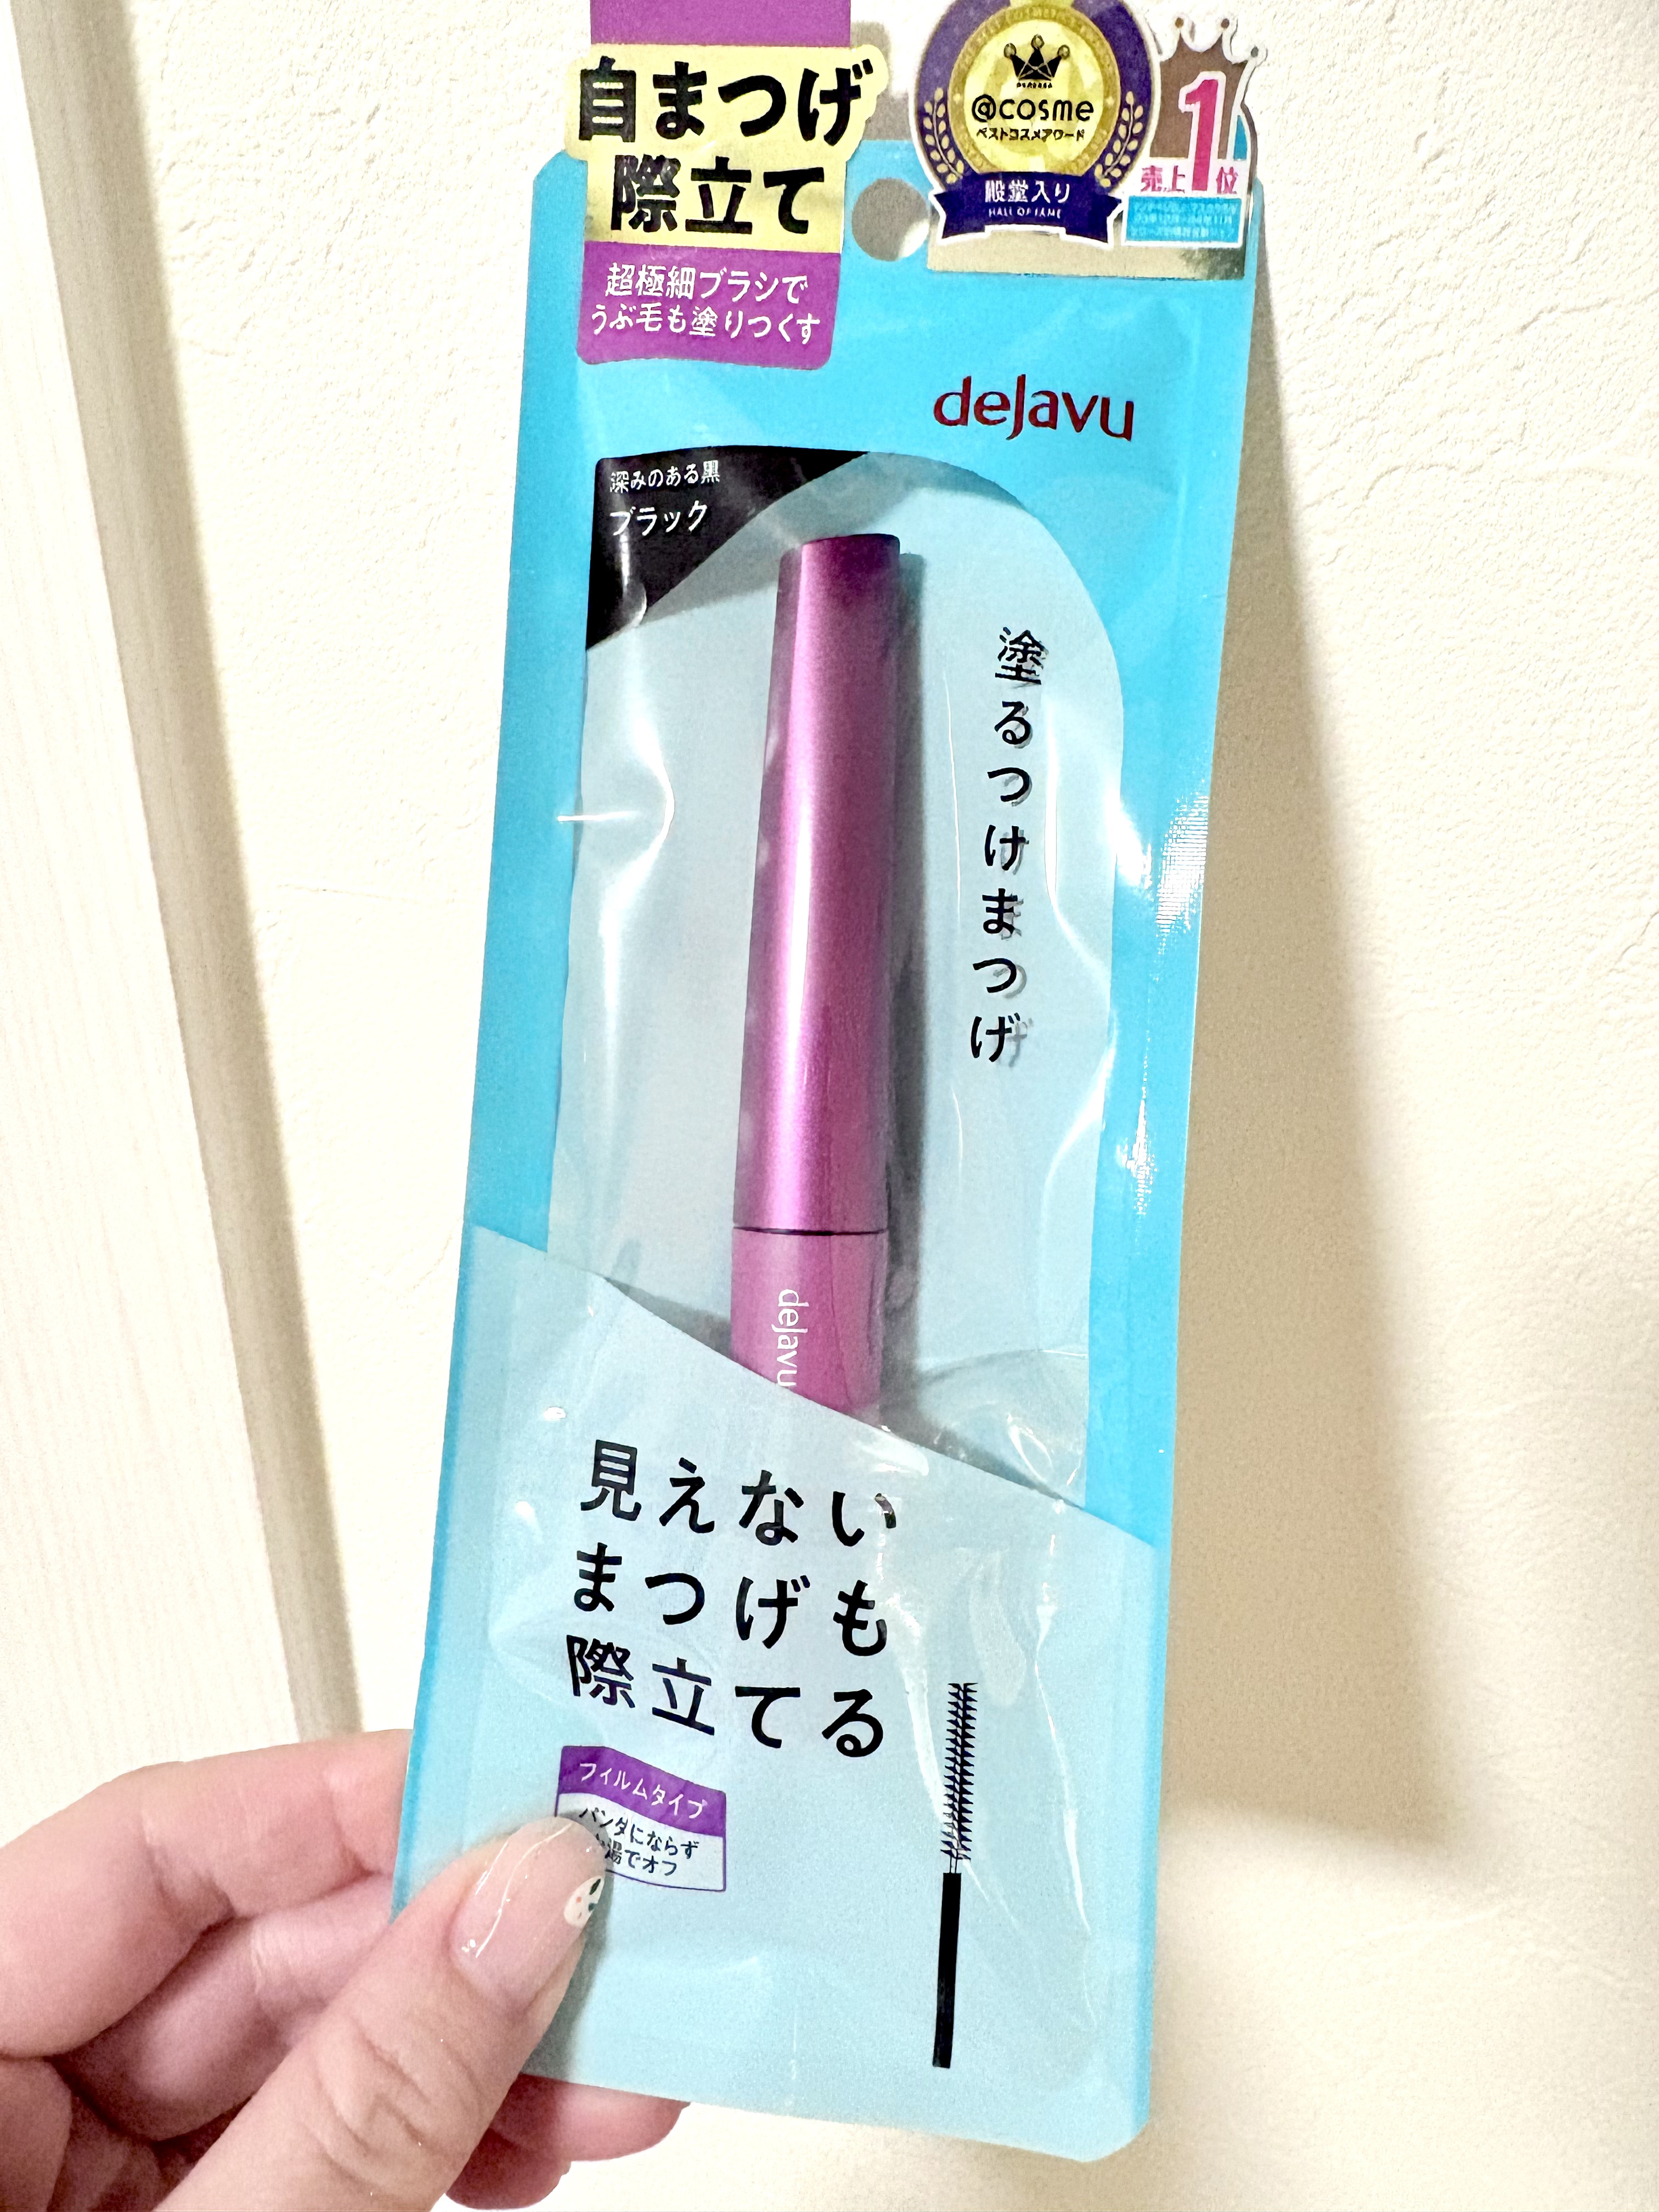 自まつげ
際立て
超極細ブラシで
うぶ毛も塗りつくす
@cosme
ベストコスメアワード
殿堂入り
HALL OF FAME
売上1位
dejavu
深みのある黒
ブラック
塗るつけまつげ
dejavu
見えない
まつげも
際立てる
フィルムタイプ
パンダにならず
湯でオフ